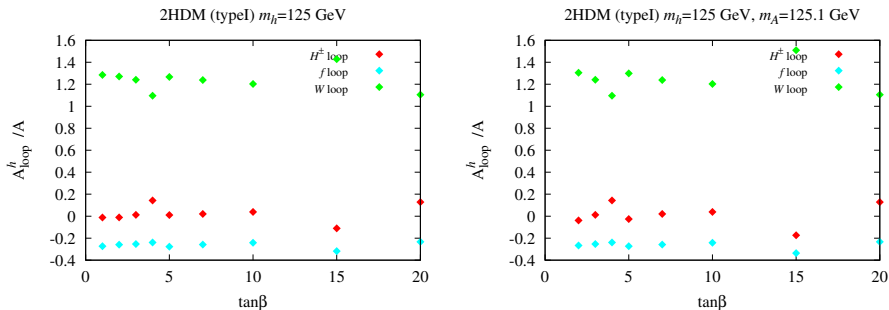 2HDM (typeI) m_h=125 GeV
A^h_loop /A
1.6
1.4
1.2
1
0.8
0.6
0.4
0.2
0
-0.2
-0.4
0 5 10 15 20
tanβ
H^± loop
f loop
W loop
2HDM (typeI) m_h=125 GeV, m_A=125.1 GeV
A^h_loop /A
1.6
1.4
1.2
1
0.8
0.6
0.4
0.2
0
-0.2
-0.4
0 5 10 15 20
tanβ
H^± loop
f loop
W loop